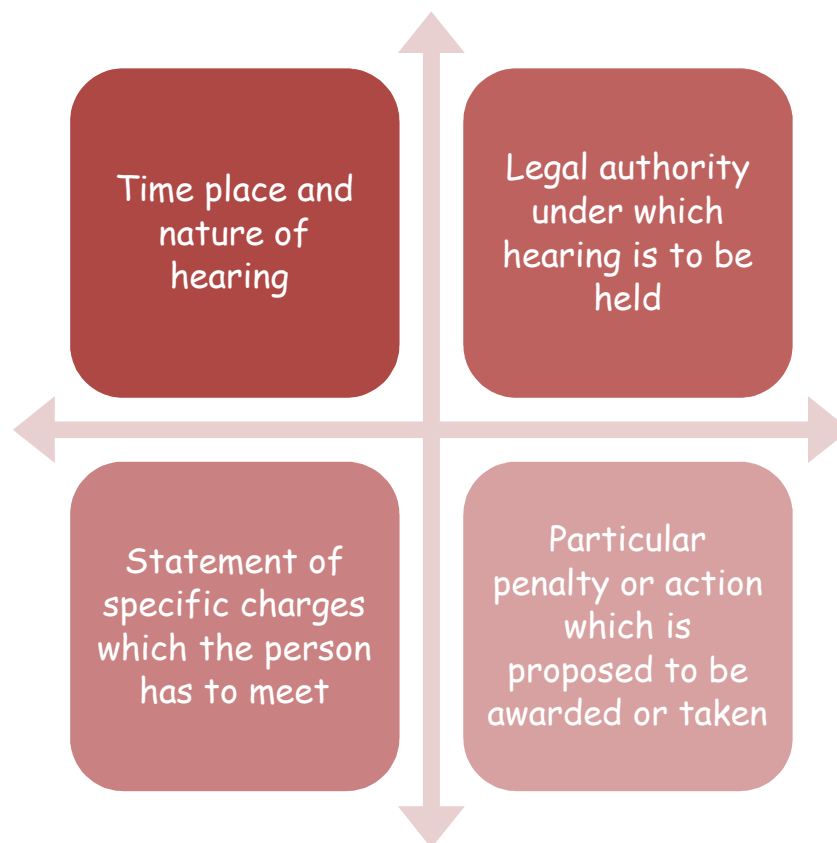 Time place and
nature of
hearing
Legal authority
under which
hearing is to be
held
Statement of
specific charges
which the person
has to meet
Particular
penalty or action
which is
proposed to be
awarded or taken